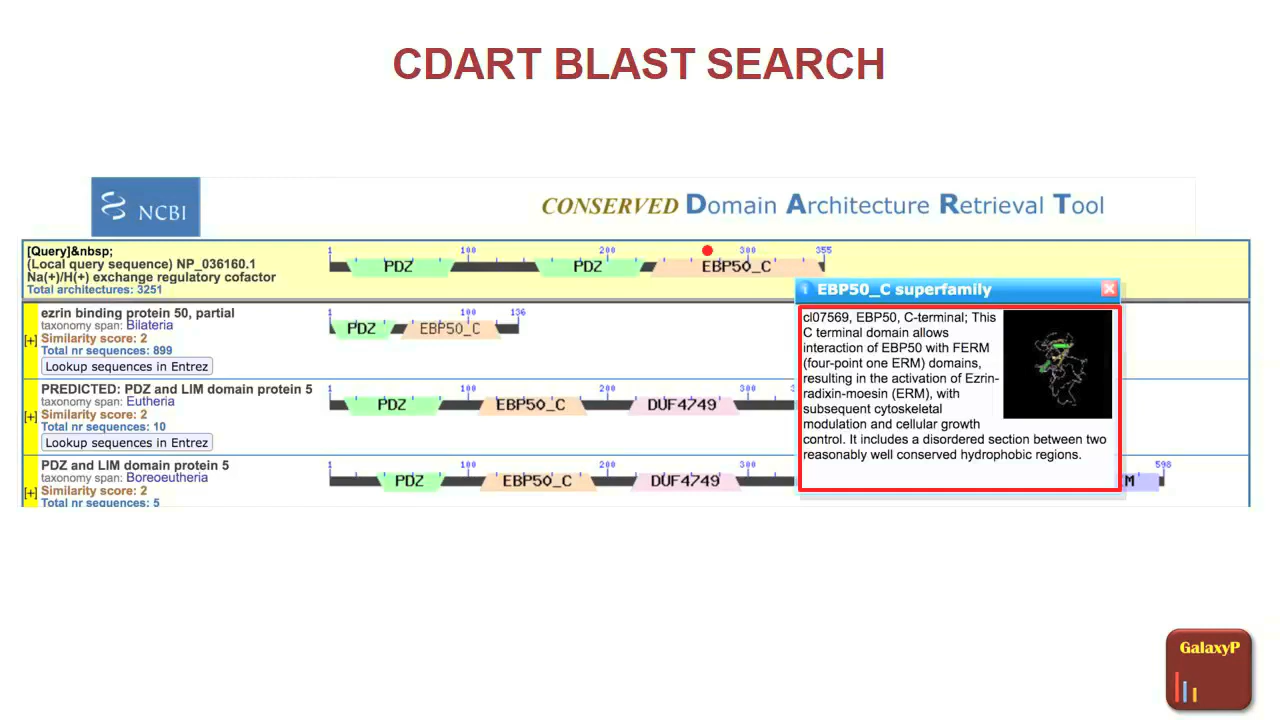 CDART BLAST SEARCH
NCBI
CONSERVED Domain Architecture Retrieval Tool
[Query]&nbsp;
(Local query sequence) NP_036160.1
Na(+)/H(+) exchange regulatory cofactor
Total architectures: 3251
1 100 200 300 355
PDZ PDZ EBP50_C
EBP50_C superfamily
cl07569, EBP50, C-terminal; This
C terminal domain allows
interaction of EBP50 with FERM
(four-point one ERM) domains,
resulting in the activation of Ezrin-
radixin-moesin (ERM), with
subsequent cytoskeletal
modulation and cellular growth
control. It includes a disordered section between two
reasonably well conserved hydrophobic regions.
ezrin binding protein 50, partial
taxonomy span: Bilateria
[+] Similarity score: 2
Total nr sequences: 899
Lookup sequences in Entrez
1 100 136
PDZ EBP50_C
PREDICTED: PDZ and LIM domain protein 5
taxonomy span: Eutheria
[+] Similarity score: 2
Total nr sequences: 10
Lookup sequences in Entrez
1 100 200 300
PDZ EBP50_C DUF4749
PDZ and LIM domain protein 5
taxonomy span: Boreoeutheria
[+] Similarity score: 2
Total nr sequences: 5
1 100 200 300 598
PDZ EBP50_C DUF4749 M
GalaxyP